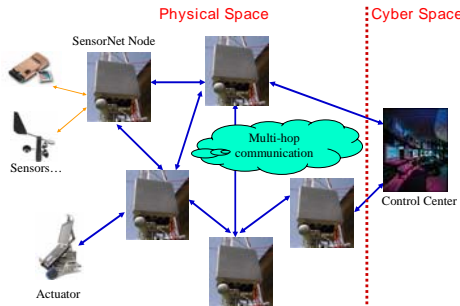 Physical Space
Cyber Space
SensorNet Node
Multi-hop
communication
Sensors…
Control Center
Actuator